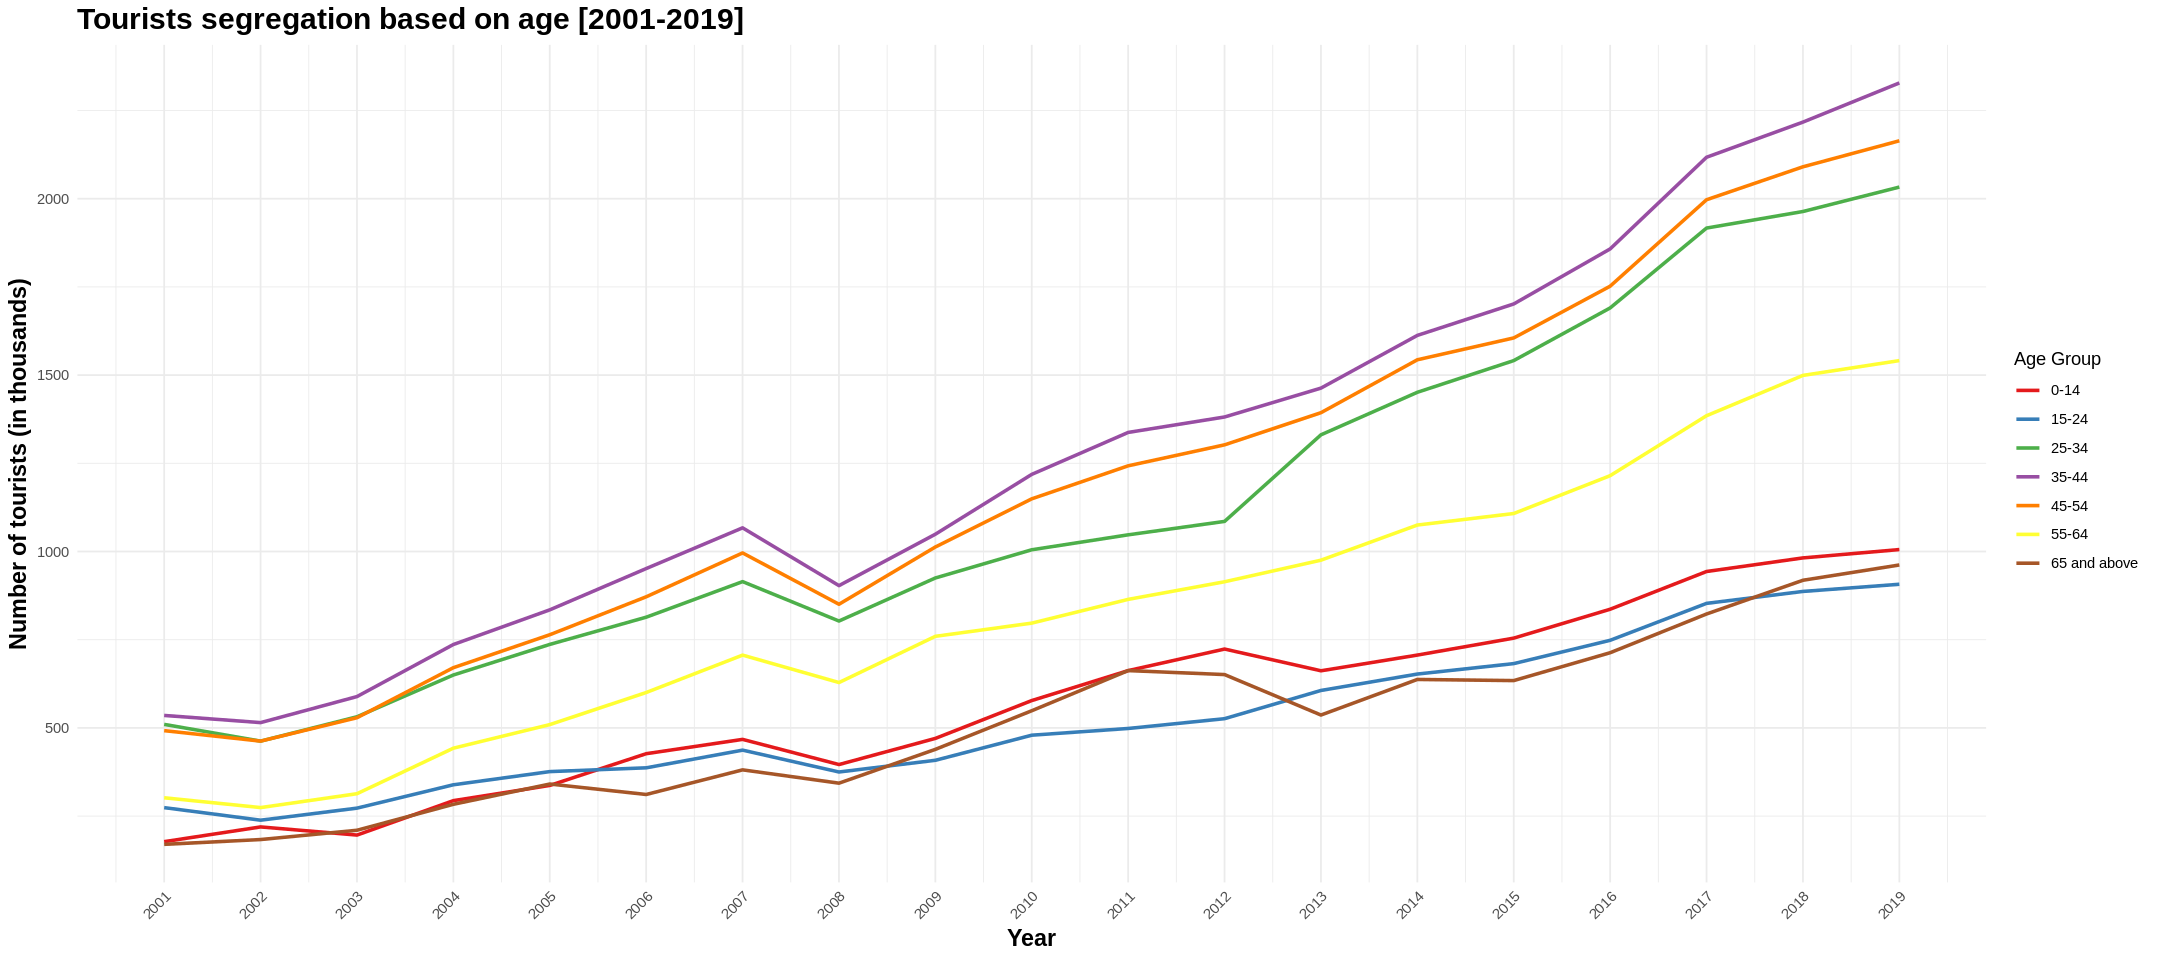 Tourists segregation based on age [2001-2019]
Number of tourists (in thousands)
2000
1500
1000
500
2001 2002 2003 2004 2005 2006 2007 2008 2009 2010 2011 2012 2013 2014 2015 2016 2017 2018 2019
Year
Age Group
0-14
15-24
25-34
35-44
45-54
55-64
65 and above